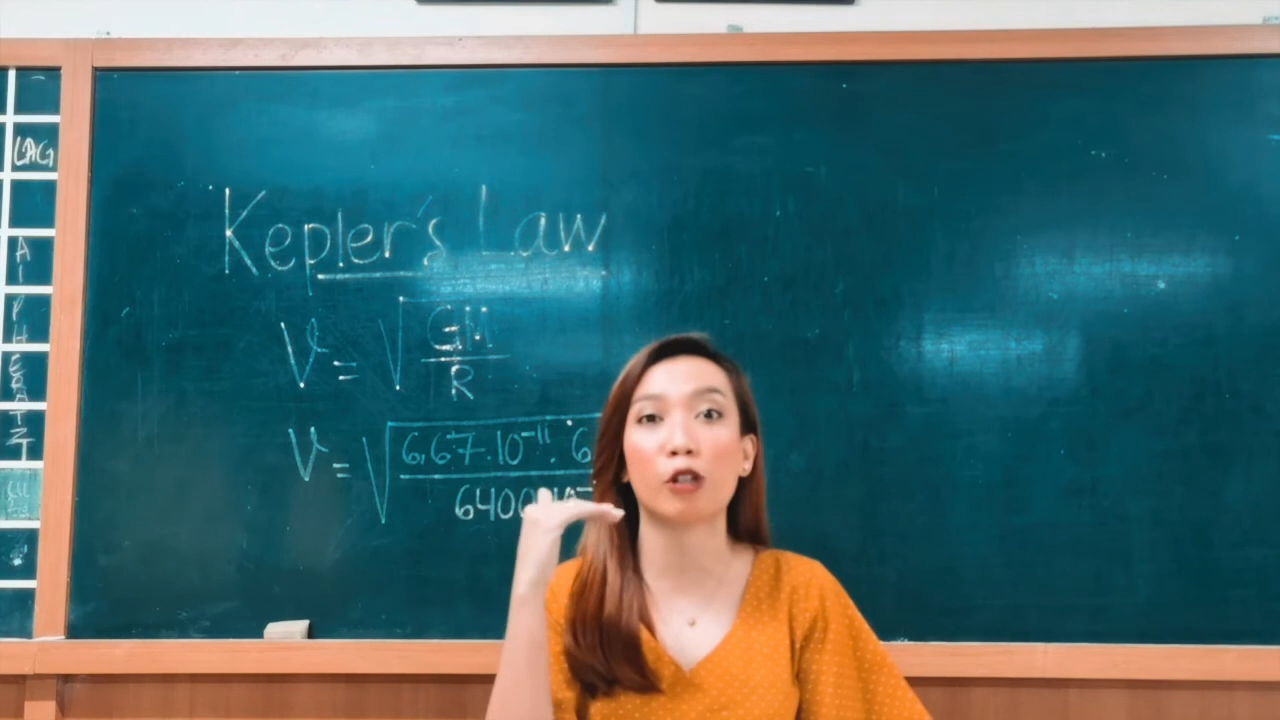 LAG
Kepler's Law
V = √ GM
R
V = √ 6,67·10⁻¹¹· 6
6400